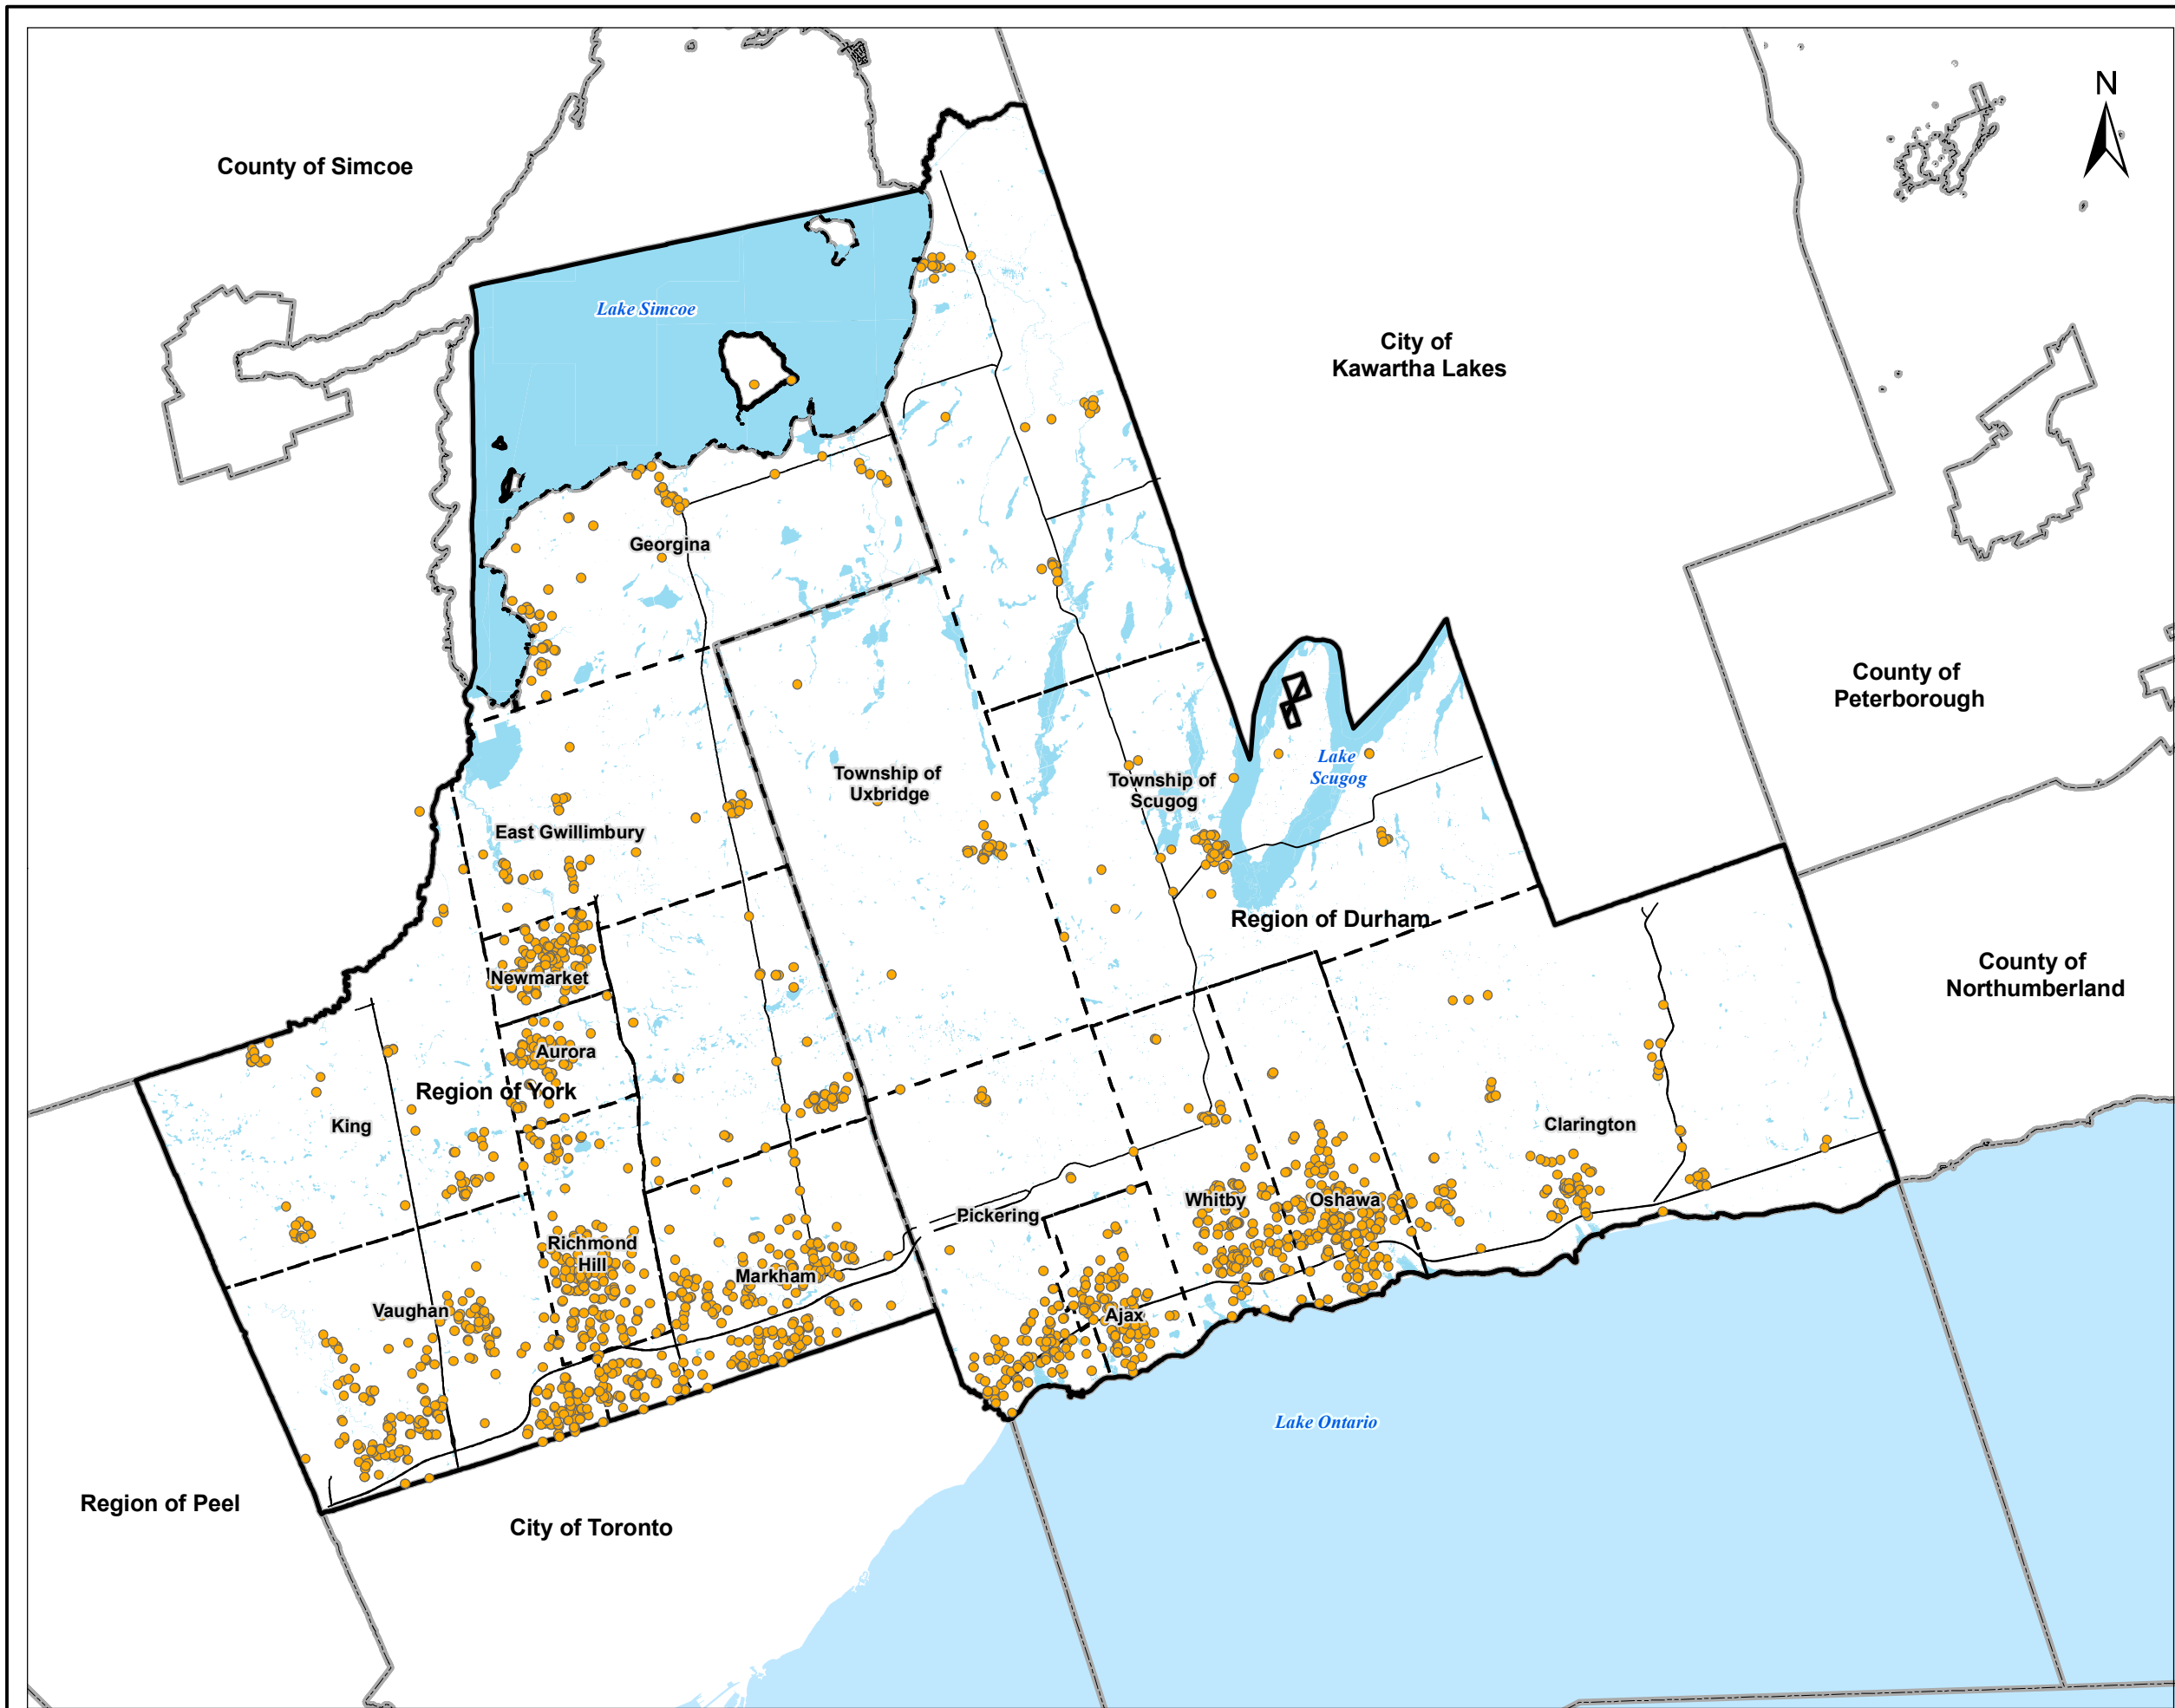 N
County of Simcoe
Lake Simcoe
City of
Kawartha Lakes
Georgina
County of
Peterborough
Township of
Uxbridge
Township of
Scugog
Lake
Scugog
East Gwillimbury
Region of Durham
Newmarket
County of
Northumberland
Aurora
Region of York
King
Clarington
Whitby
Oshawa
Pickering
Richmond
Hill
Markham
Vaughan
Ajax
Lake Ontario
Region of Peel
City of Toronto